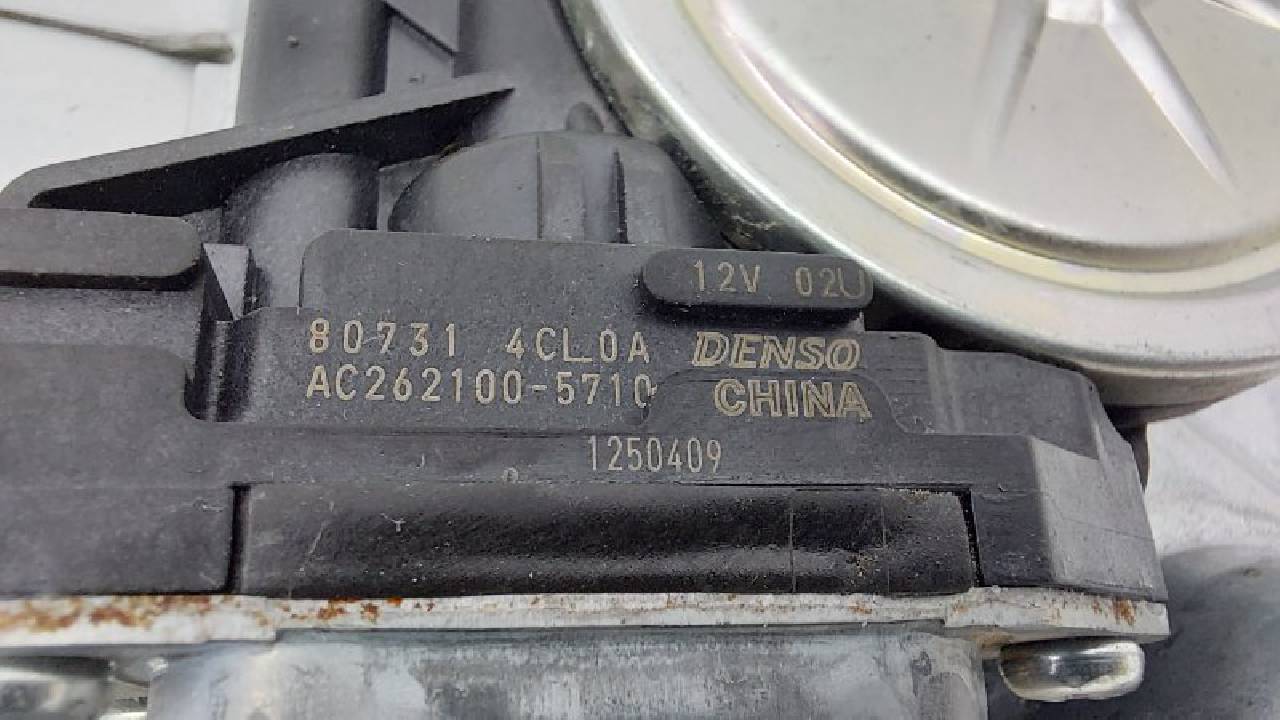 12V 02U
80731 4CL0A DENSO
AC262100-5710 CHINA
1250409